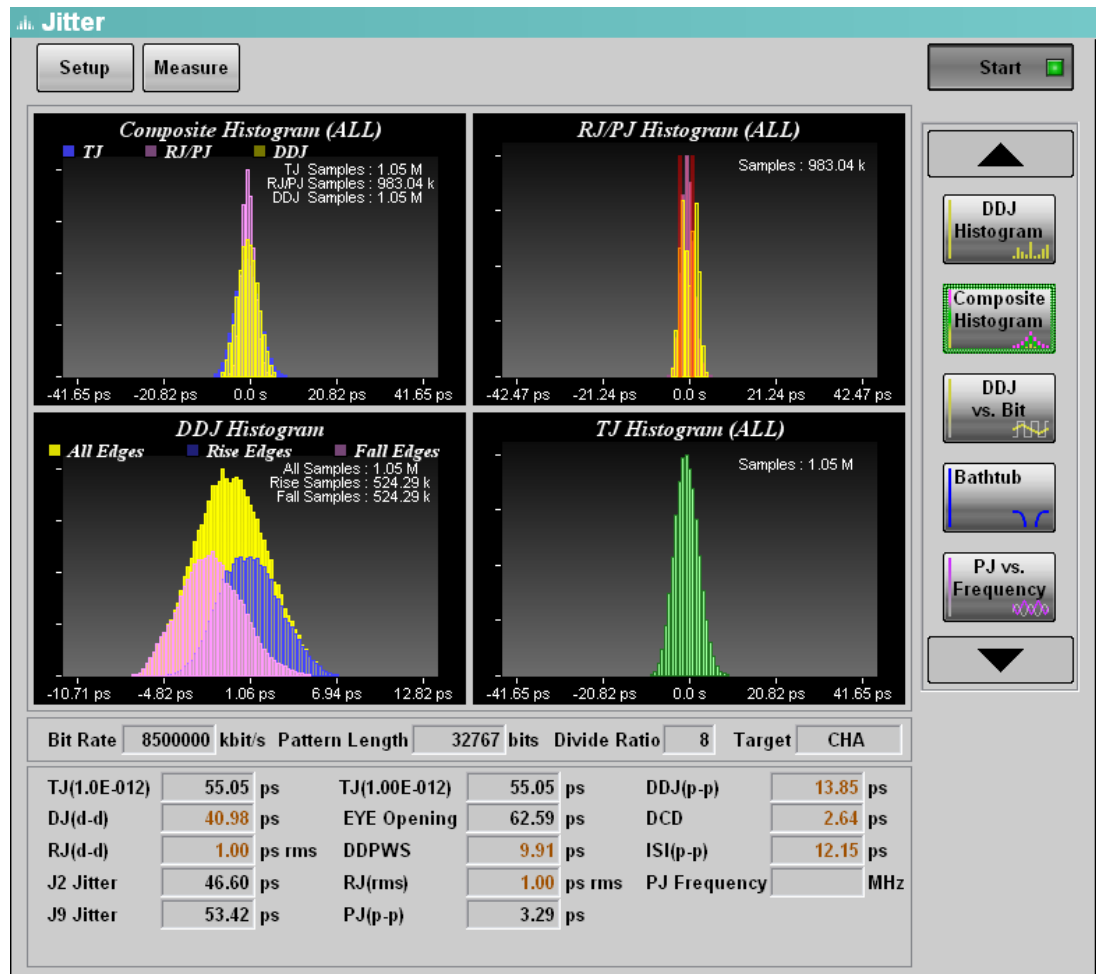 Jitter
Setup Measure Start
Composite Histogram (ALL)
TJ RJ/PJ DDJ
TJ Samples : 1.05 M
RJ/PJ Samples : 983.04 k
DDJ Samples : 1.05 M
-41.65 ps -20.82 ps 0.0 s 20.82 ps 41.65 ps
RJ/PJ Histogram (ALL)
Samples : 983.04 k
-42.47 ps -21.24 ps 0.0 s 21.24 ps 42.47 ps
DDJ Histogram
All Edges Rise Edges Fall Edges
All Samples : 1.05 M
Rise Samples : 524.29 k
Fall Samples : 524.29 k
-10.71 ps -4.82 ps 1.06 ps 6.94 ps 12.82 ps
TJ Histogram (ALL)
Samples : 1.05 M
-41.65 ps -20.82 ps 0.0 s 20.82 ps 41.65 ps
DDJ
Histogram
Composite
Histogram
DDJ
vs. Bit
Bathtub
PJ vs.
Frequency
Bit Rate 8500000 kbit/s Pattern Length 32767 bits Divide Ratio 8 Target CHA
TJ(1.0E-012) 55.05 ps TJ(1.00E-012) 55.05 ps DDJ(p-p) 13.85 ps
DJ(d-d) 40.98 ps EYE Opening 62.59 ps DCD 2.64 ps
RJ(d-d) 1.00 ps rms DDPWS 9.91 ps ISI(p-p) 12.15 ps
J2 Jitter 46.60 ps RJ(rms) 1.00 ps rms PJ Frequency MHz
J9 Jitter 53.42 ps PJ(p-p) 3.29 ps